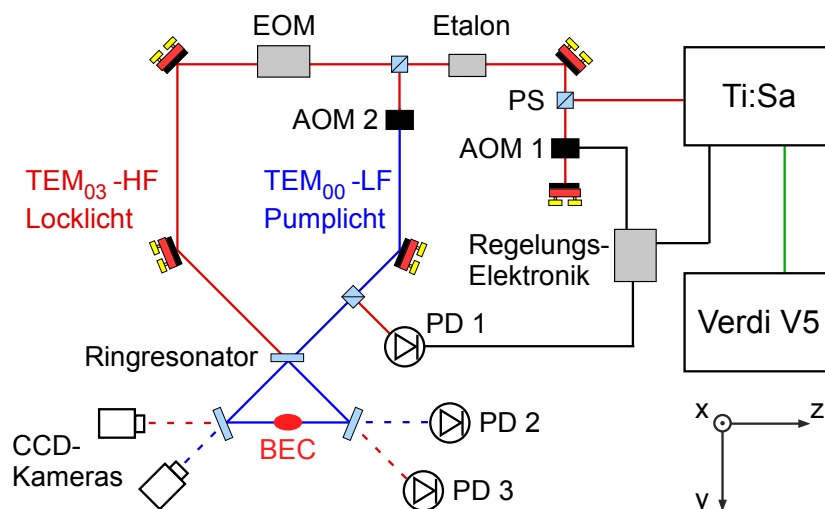 EOM
Etalon
PS
Ti:Sa
AOM 2
AOM 1
TEM03 -HF
Locklicht
TEM00 -LF
Pumplicht
Regelungs-
Elektronik
Verdi V5
PD 1
Ringresonator
BEC
PD 2
CCD-
Kameras
PD 3
x
z
y